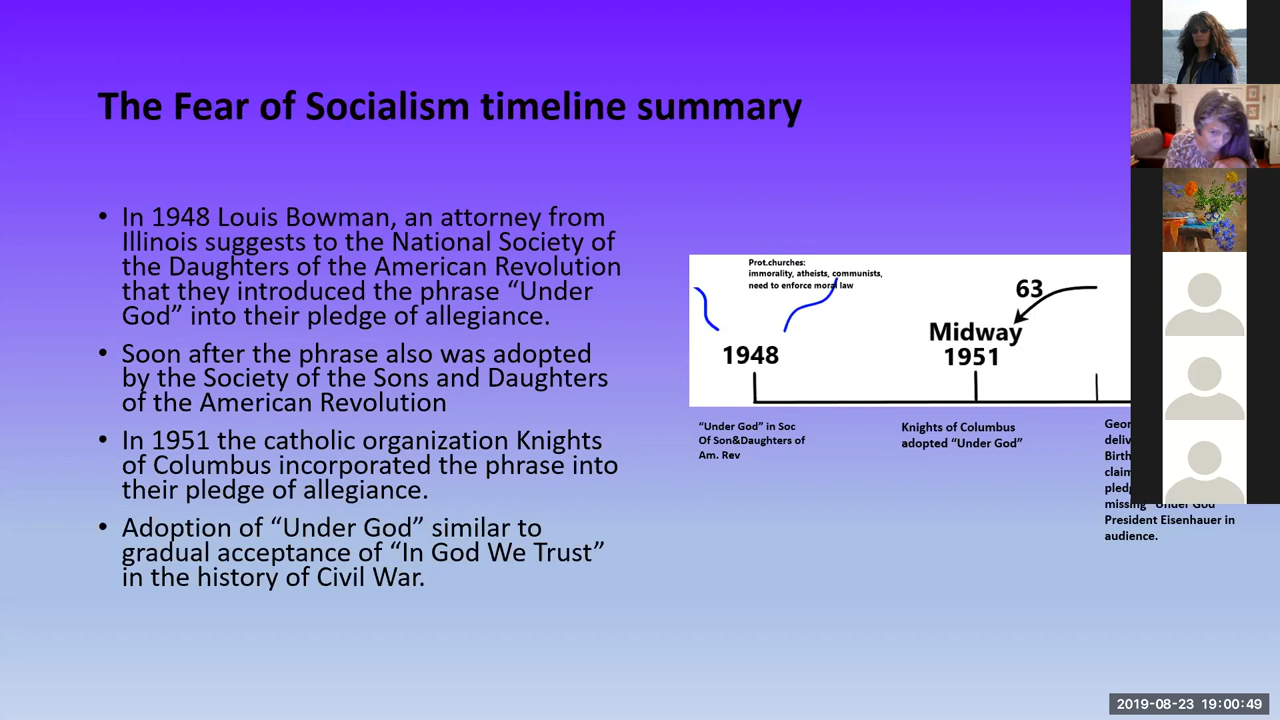 The Fear of Socialism timeline summary
• In 1948 Louis Bowman, an attorney from
Illinois suggests to the National Society of
the Daughters of the American Revolution
that they introduced the phrase “Under
God” into their pledge of allegiance.
• Soon after the phrase also was adopted
by the Society of the Sons and Daughters
of the American Revolution
• In 1951 the catholic organization Knights
of Columbus incorporated the phrase into
their pledge of allegiance.
• Adoption of “Under God” similar to
gradual acceptance of “In God We Trust”
in the history of Civil War.
Prot.churches:
immorality, atheists, communists,
need to enforce moral law
63
Midway
1948
1951
“Under God” in Soc
Of Son&Daughters of
Am. Rev
Knights of Columbus
adopted “Under God”
missing “Under God”
President Eisenhower in
audience.
2019-08-23 19:00:49